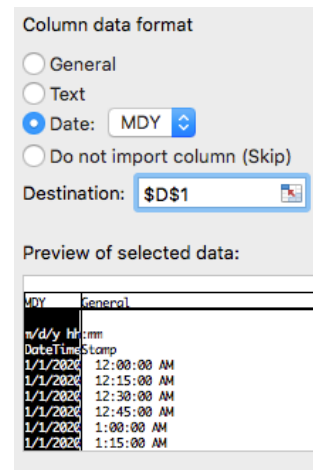 Column data format
General
Text
Date: MDY
Do not import column (Skip)
Destination: $D$1
Preview of selected data:
MDY General
m/d/y hh:mm
DateTimeStamp
1/1/2020 12:00:00 AM
1/1/2020 12:15:00 AM
1/1/2020 12:30:00 AM
1/1/2020 12:45:00 AM
1/1/2020 1:00:00 AM
1/1/2020 1:15:00 AM